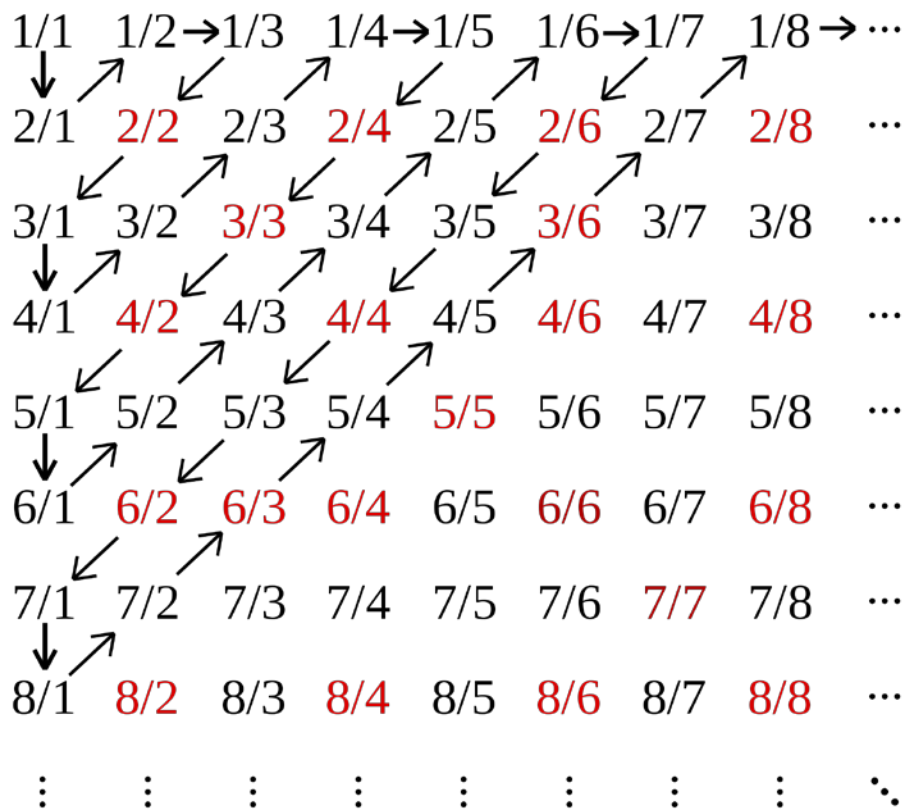 1/1 1/2 1/3 1/4 1/5 1/6 1/7 1/8 ···
2/1 2/2 2/3 2/4 2/5 2/6 2/7 2/8 ···
3/1 3/2 3/3 3/4 3/5 3/6 3/7 3/8 ···
4/1 4/2 4/3 4/4 4/5 4/6 4/7 4/8 ···
5/1 5/2 5/3 5/4 5/5 5/6 5/7 5/8 ···
6/1 6/2 6/3 6/4 6/5 6/6 6/7 6/8 ···
7/1 7/2 7/3 7/4 7/5 7/6 7/7 7/8 ···
8/1 8/2 8/3 8/4 8/5 8/6 8/7 8/8 ···
⋮ ⋮ ⋮ ⋮ ⋮ ⋮ ⋮ ⋮ ⋱